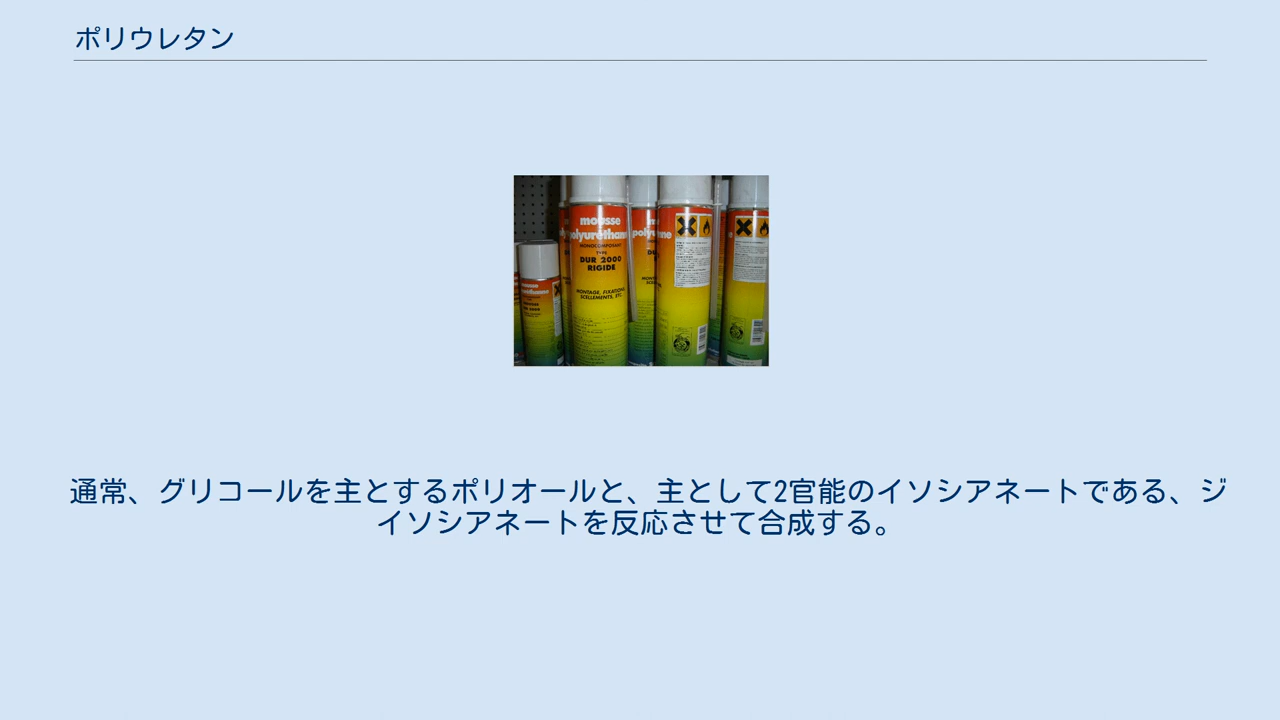 ポリウレタン
mousse
polyuréthane
MONOCOMPOSANT
TYPE
DUR 2000
RIGIDE
MONTAGE, FIXATIONS,
SCELLEMENTS, ETC.
通常、グリコールを主とするポリオールと、主として2官能のイソシアネートである、ジ
イソシアネートを反応させて合成する。